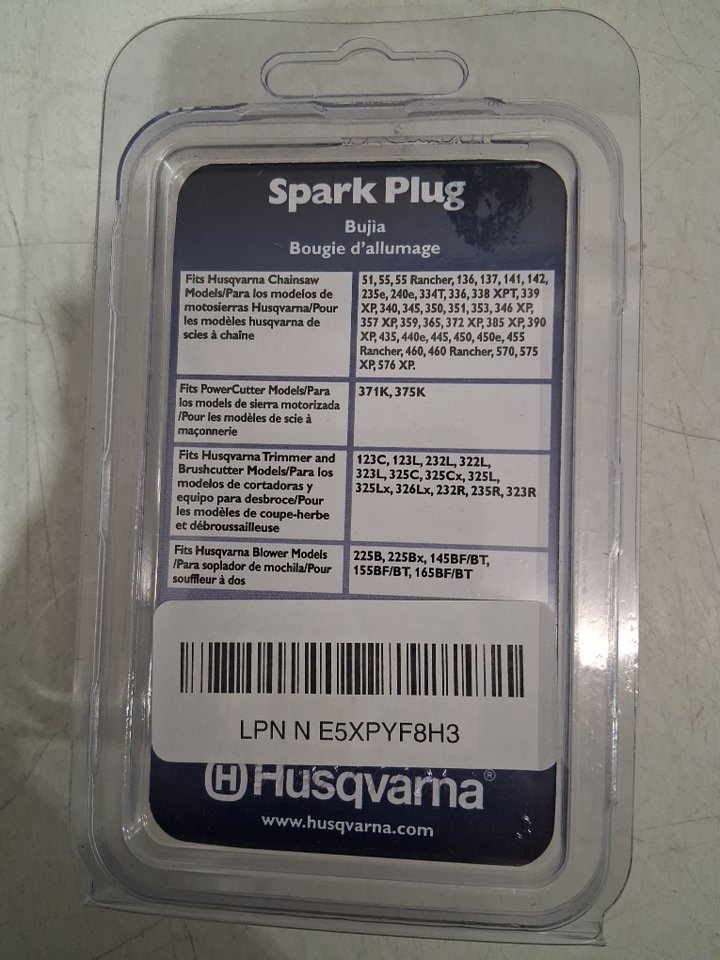 Spark Plug
Bujìa
Bougie d'allumage
Fits Husqvarna Chainsaw
Models/Para los modelos de
motosierras Husqvarna/Pour
les modèles husqvarna de
scies à chaîne
51, 55, 55 Rancher, 136, 137, 141, 142,
235e, 240e, 334T, 336, 338 XPT, 339
XP, 340, 345, 350, 351, 353, 346 XP,
357 XP, 359, 365, 372 XP, 385 XP, 390
XP, 435, 440e, 445, 450, 450e, 455
Rancher, 460, 460 Rancher, 570, 575
XP, 576 XP.
Fits PowerCutter Models/Para
los models de sierra motorizada
/Pour les modèles de scie à
maçonnerie
371K, 375K
Fits Husqvarna Trimmer and
Brushcutter Models/Para los
modelos de cortadoras y
equipo para desbroce/Pour
les modèles de coupe-herbe
et débroussailleuse
123C, 123L, 232L, 322L,
323L, 325C, 325Cx, 325L,
325Lx, 326Lx, 232R, 235R, 323R
Fits Husqvarna Blower Models
/Para soplador de mochila/Pour
souffleur à dos
225B, 225Bx, 145BF/BT,
155BF/BT, 165BF/BT
LPN N E5XPYF8H3
H Husqvarna®
www.husqvarna.com